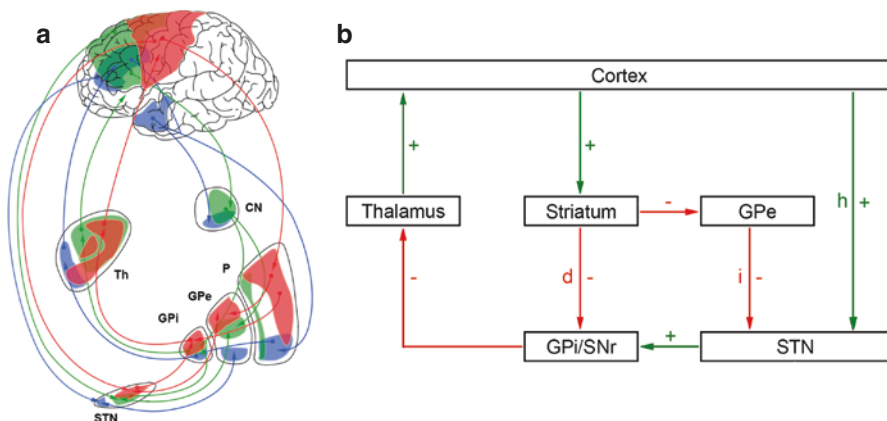 a
CN
Th
P
GPe
GPi
STN
b
Cortex
+
+
h +
Thalamus
Striatum
-
GPe
-
d -
i -
GPi/SNr
+
STN